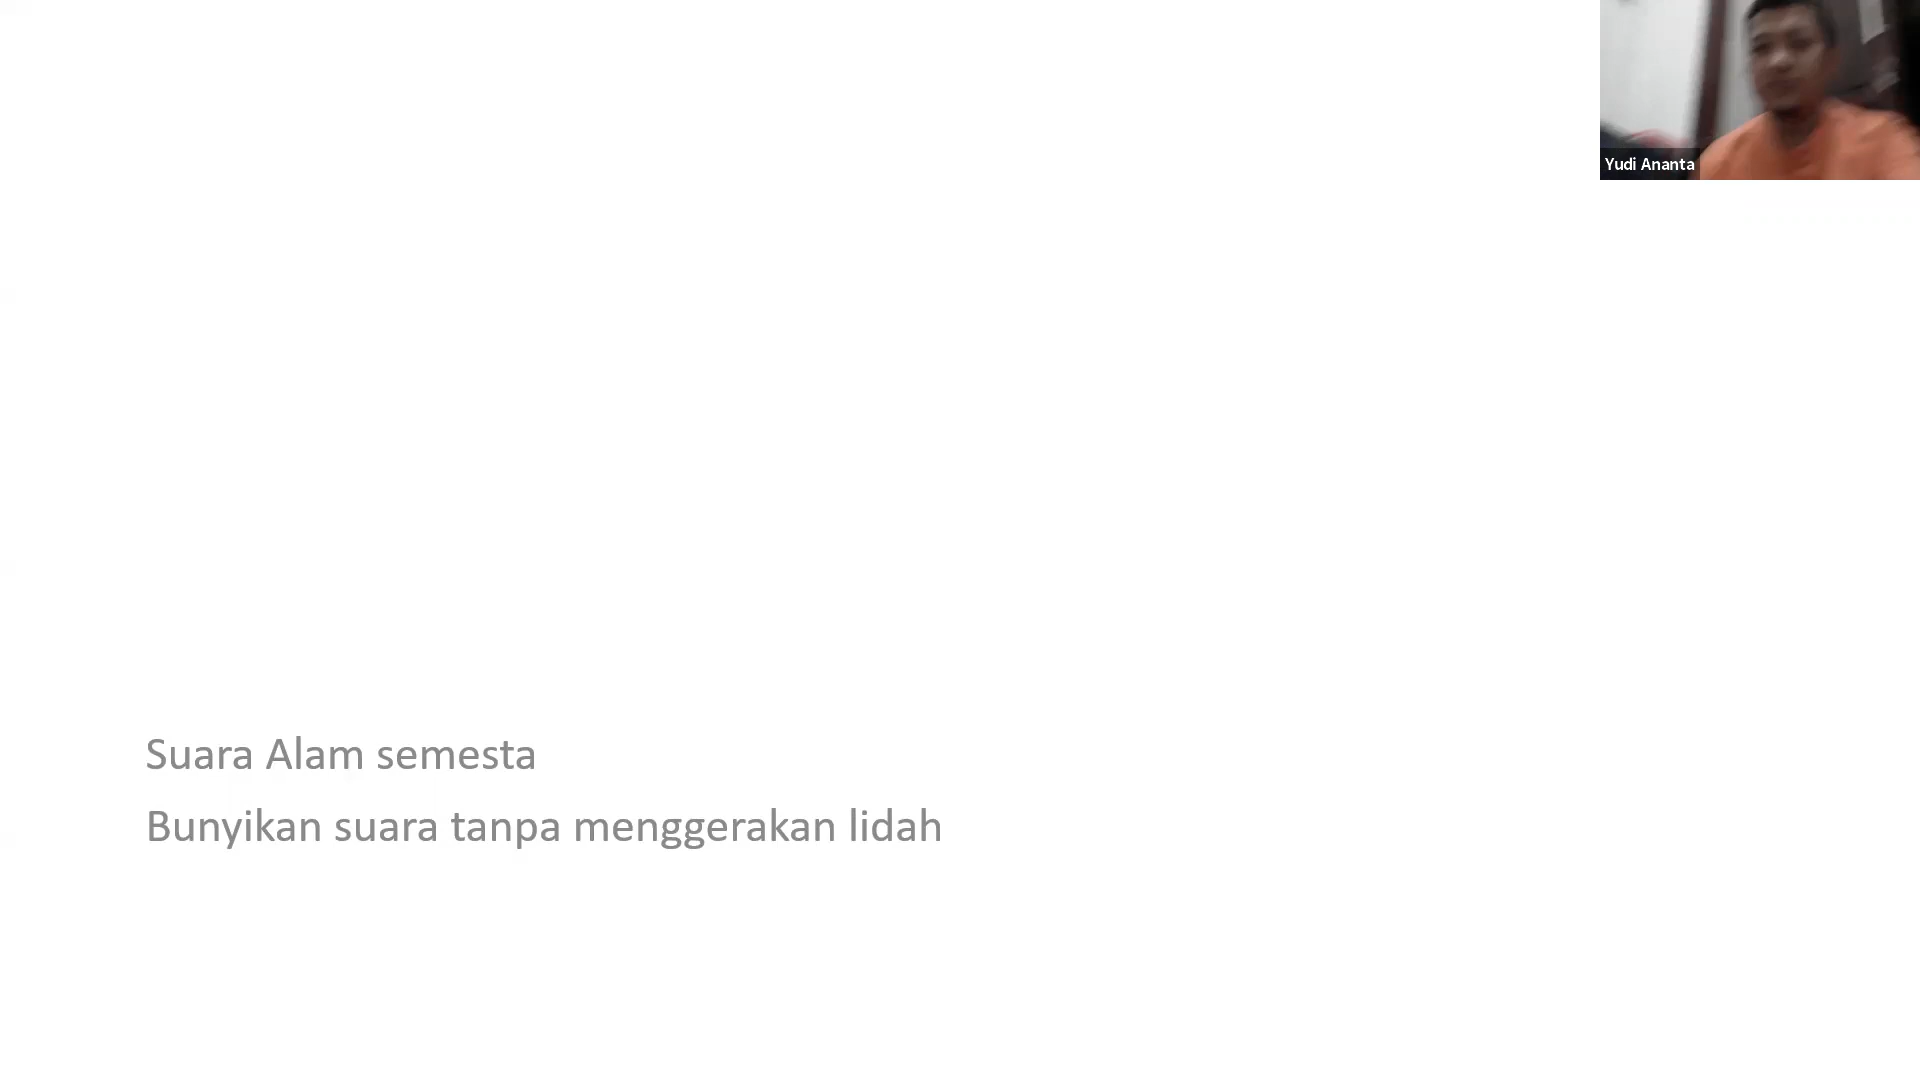 Yudi Ananta
Suara Alam semesta
Bunyikan suara tanpa menggerakan lidah